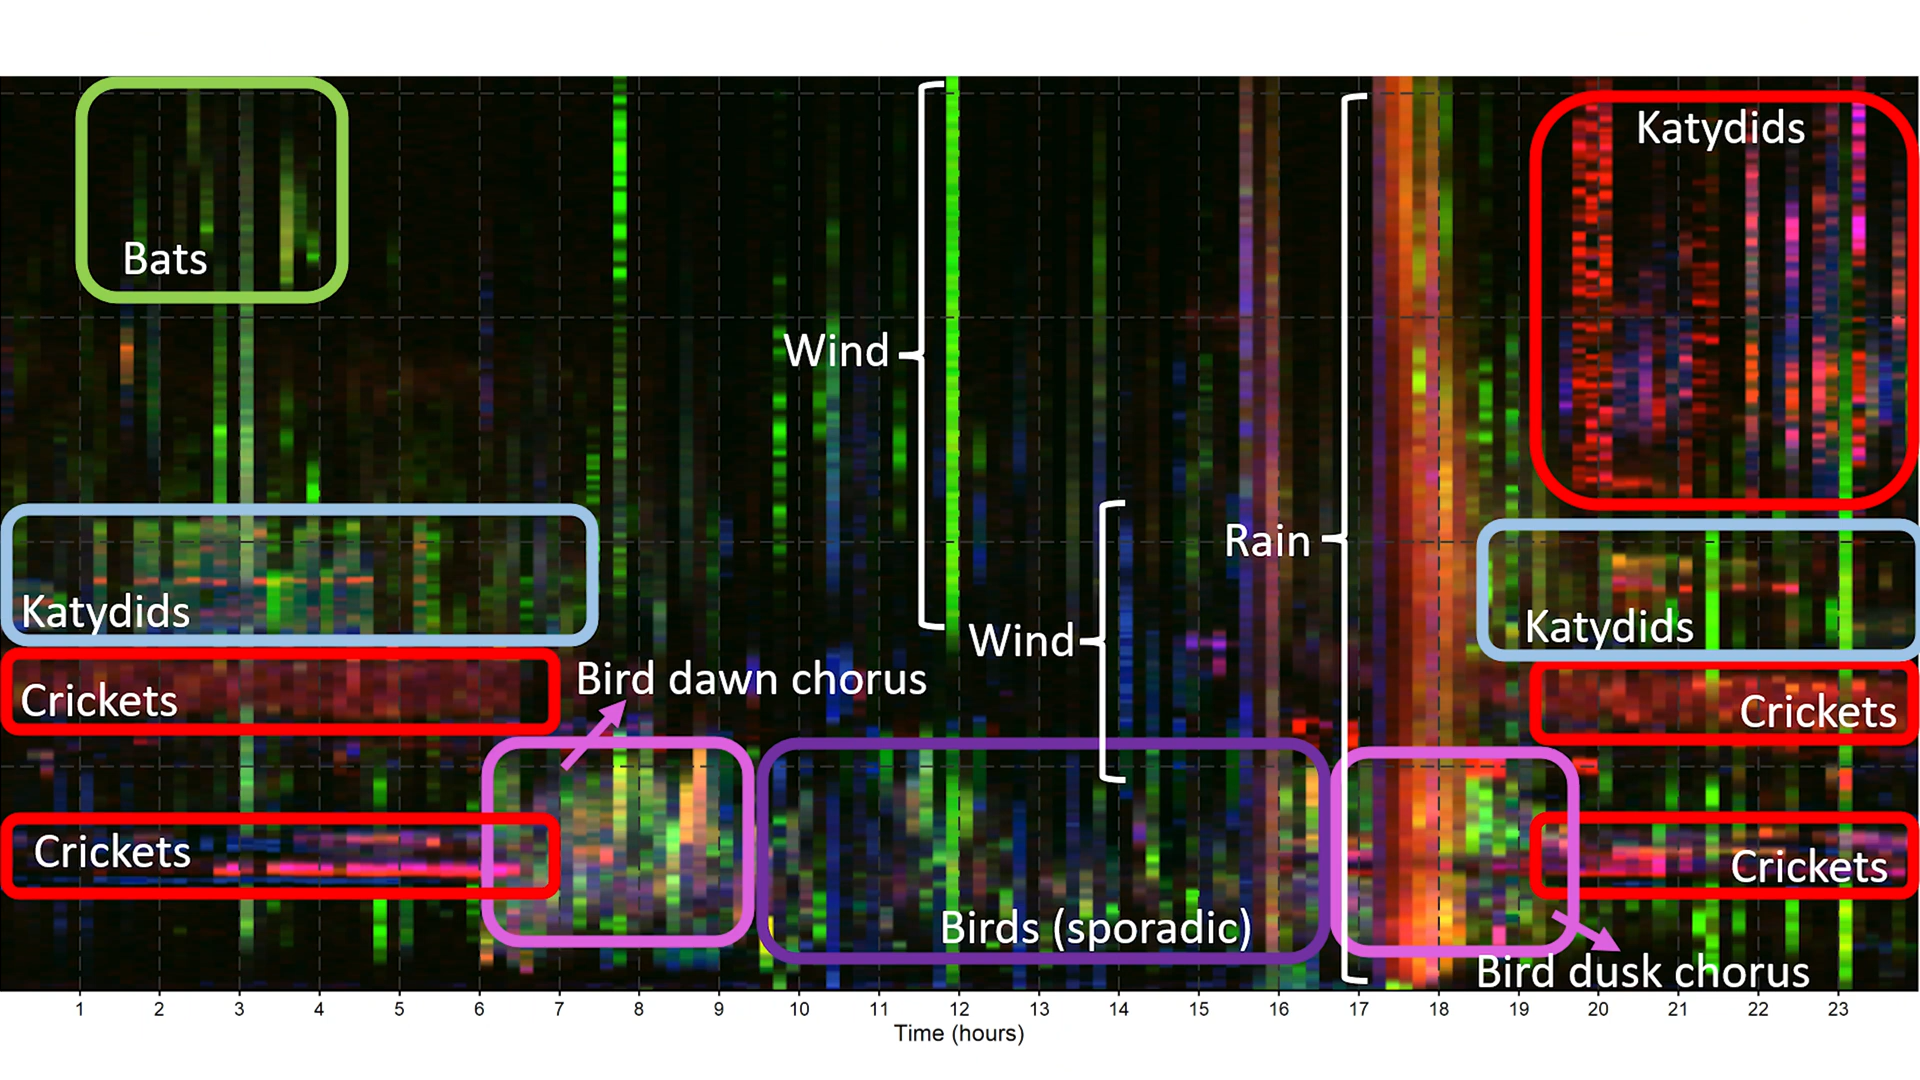 Katydids
Bats
Wind
Rain
Katydids
Katydids
Wind
Bird dawn chorus
Crickets
Crickets
Crickets
Crickets
Birds (sporadic)
Bird dusk chorus
1 2 3 4 5 6 7 8 9 10 11 12 13 14 15 16 17 18 19 20 21 22 23
Time (hours)